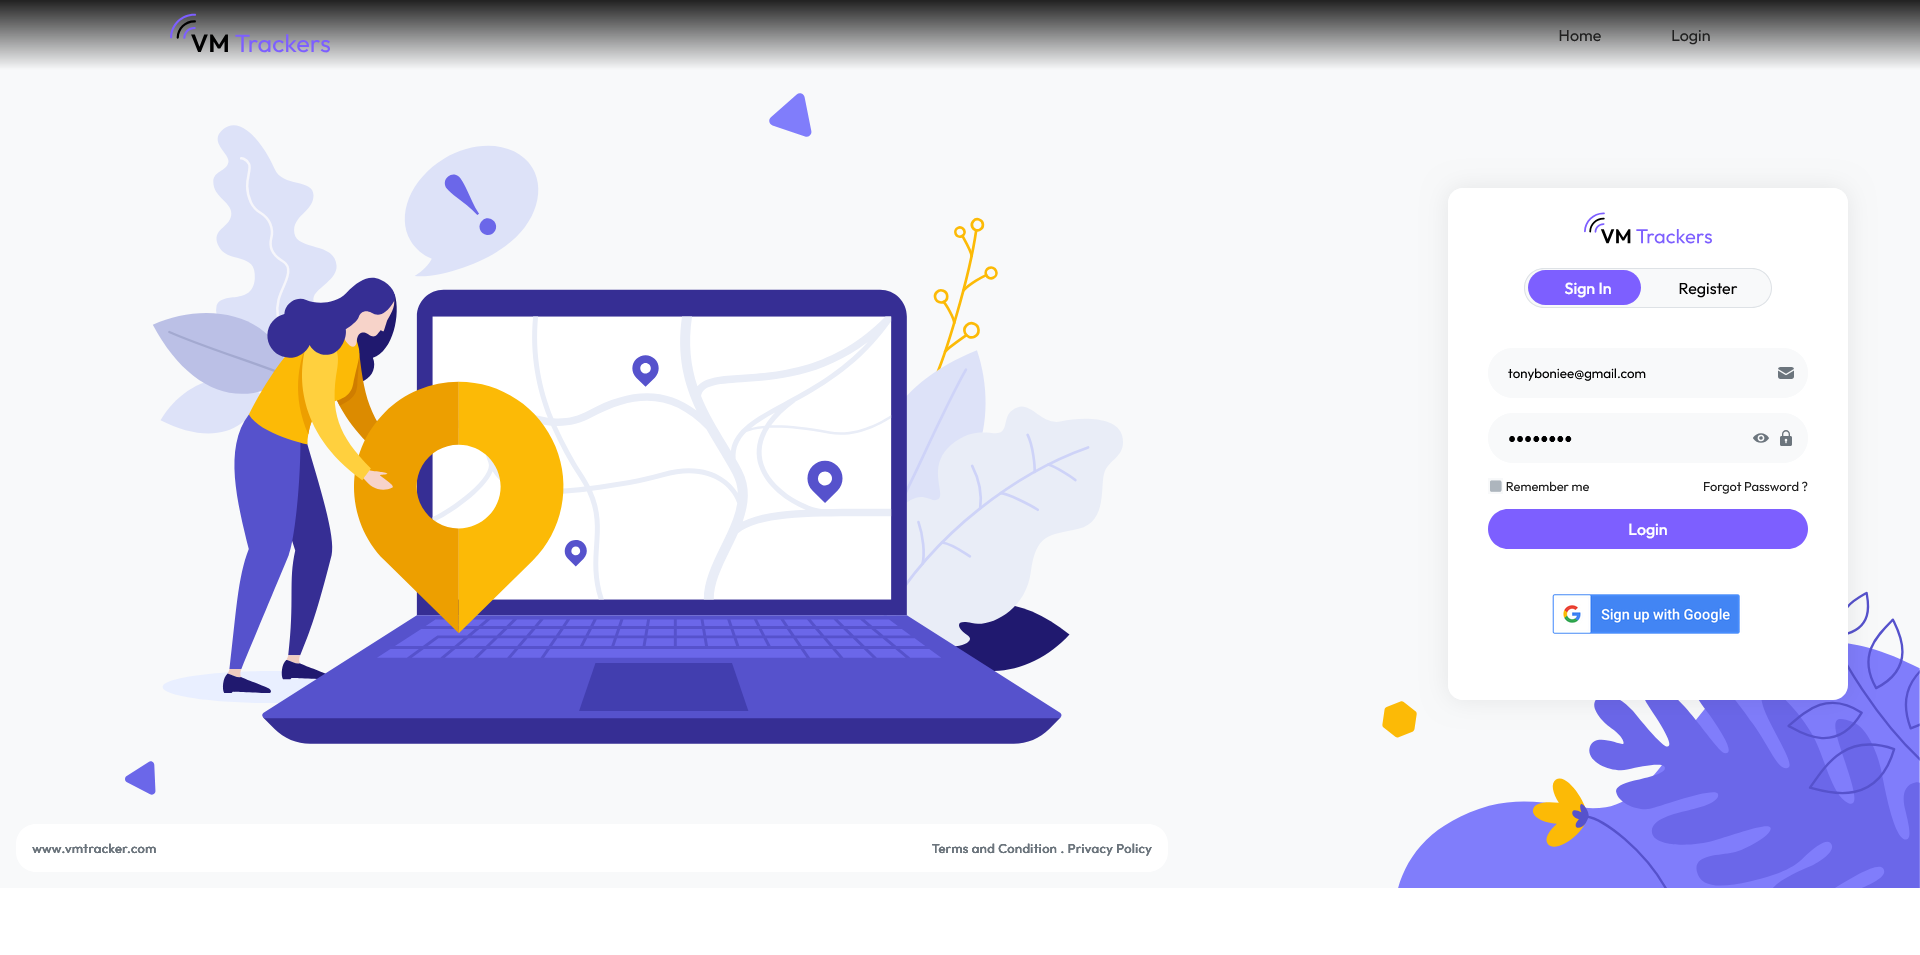 VM Trackers
Home
Login
VM Trackers
Sign In
Register
tonyboniee@gmail.com
Remember me
Forgot Password ?
Login
Sign up with Google
www.vmtracker.com
Terms and Condition . Privacy Policy